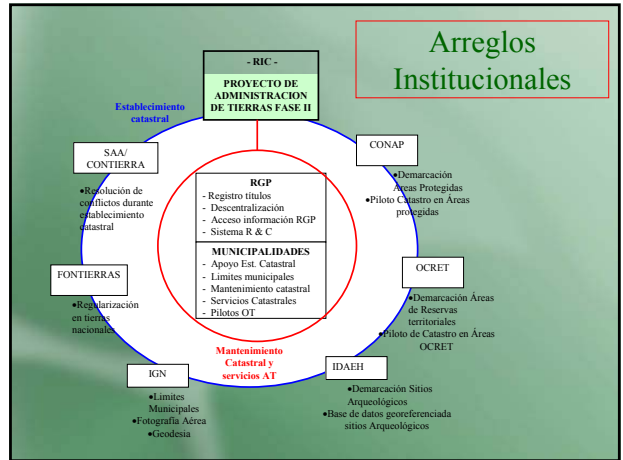 Arreglos
Institucionales
- RIC -
PROYECTO DE
ADMINISTRACION
DE TIERRAS FASE II
Establecimiento
catastral
SAA/
CONTIERRA
•Resolución de
conflictos durante
establecimiento
catastral
FONTIERRAS
•Regularización
en tierras
nacionales
IGN
•Limites
Municipales
•Fotografía Aérea
•Geodesia
RGP
- Registro títulos
- Descentralización
- Acceso información RGP
- Sistema R & C
MUNICIPALIDADES
- Apoyo Est. Catastral
- Limites municipales
- Mantenimiento catastral
- Servicios Catastrales
- Pilotos OT
Mantenimiento
Catastral y
servicios AT
CONAP
•Demarcación
Areas Protegidas
•Piloto Catastro en Áreas
protegidas
OCRET
•Demarcación Áreas
de Reservas
territoriales
•Piloto de Catastro en Áreas
OCRET
IDAEH
•Demarcación Sitios
Arqueológicos
•Base de datos georeferenciada
sitios Arqueológicos